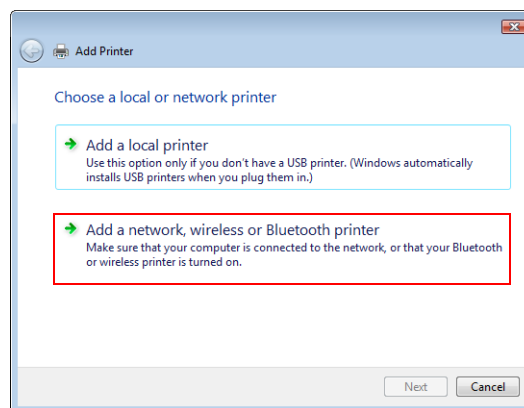 Add Printer
Choose a local or network printer
Add a local printer
Use this option only if you don't have a USB printer. (Windows automatically
installs USB printers when you plug them in.)
Add a network, wireless or Bluetooth printer
Make sure that your computer is connected to the network, or that your Bluetooth
or wireless printer is turned on.
Next Cancel